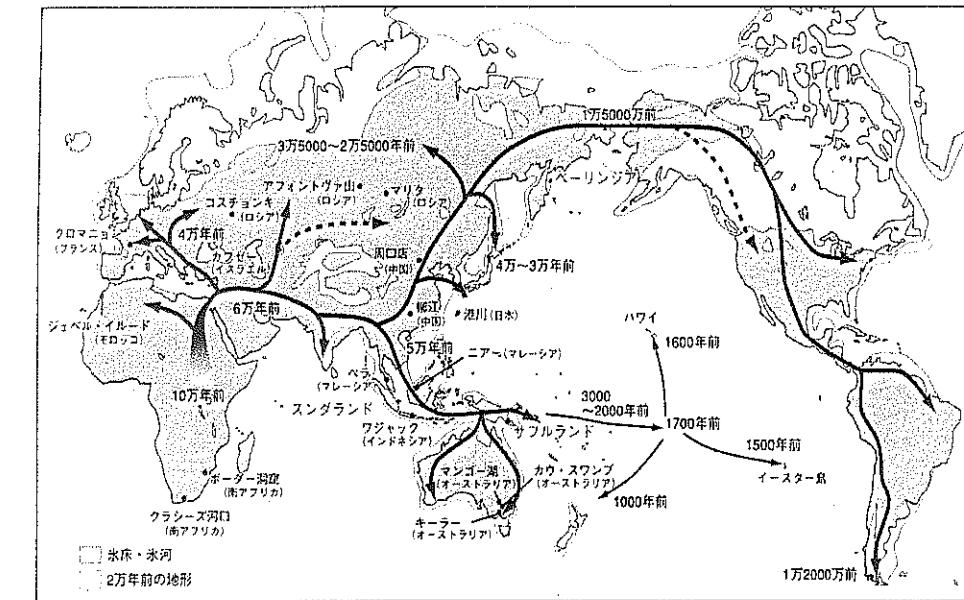 1万5000万前
3万5000〜2万5000年前
ベーリンジア
アフォントヴァ山
(ロシア)
マリタ
(ロシア)
コスチョンキ
(ロシア)
クロマニョン
(フランス)
4万年前
カフゼー
(イスラエル)
周口店
(中国)
4万〜3万年前
6万年前
ジェベル・イルード
(モロッコ)
柳江
(中国)
港川(日本)
ハワイ
5万年前
1600年前
ニアー(マレーシア)
ペラ
(マレーシア)
10万年前
スンダランド
3000
〜2000年前
1700年前
ワジャック
(インドネシア)
サフルランド
1500年前
イースター島
マンゴー湖
(オーストラリア)
カウ・スワンプ
(オーストラリア)
ボーダー洞窟
(南アフリカ)
1000年前
クラシーズ河口
(南アフリカ)
キーラー
(オーストラリア)
氷床・氷河
2万年前の地形
1万2000万前